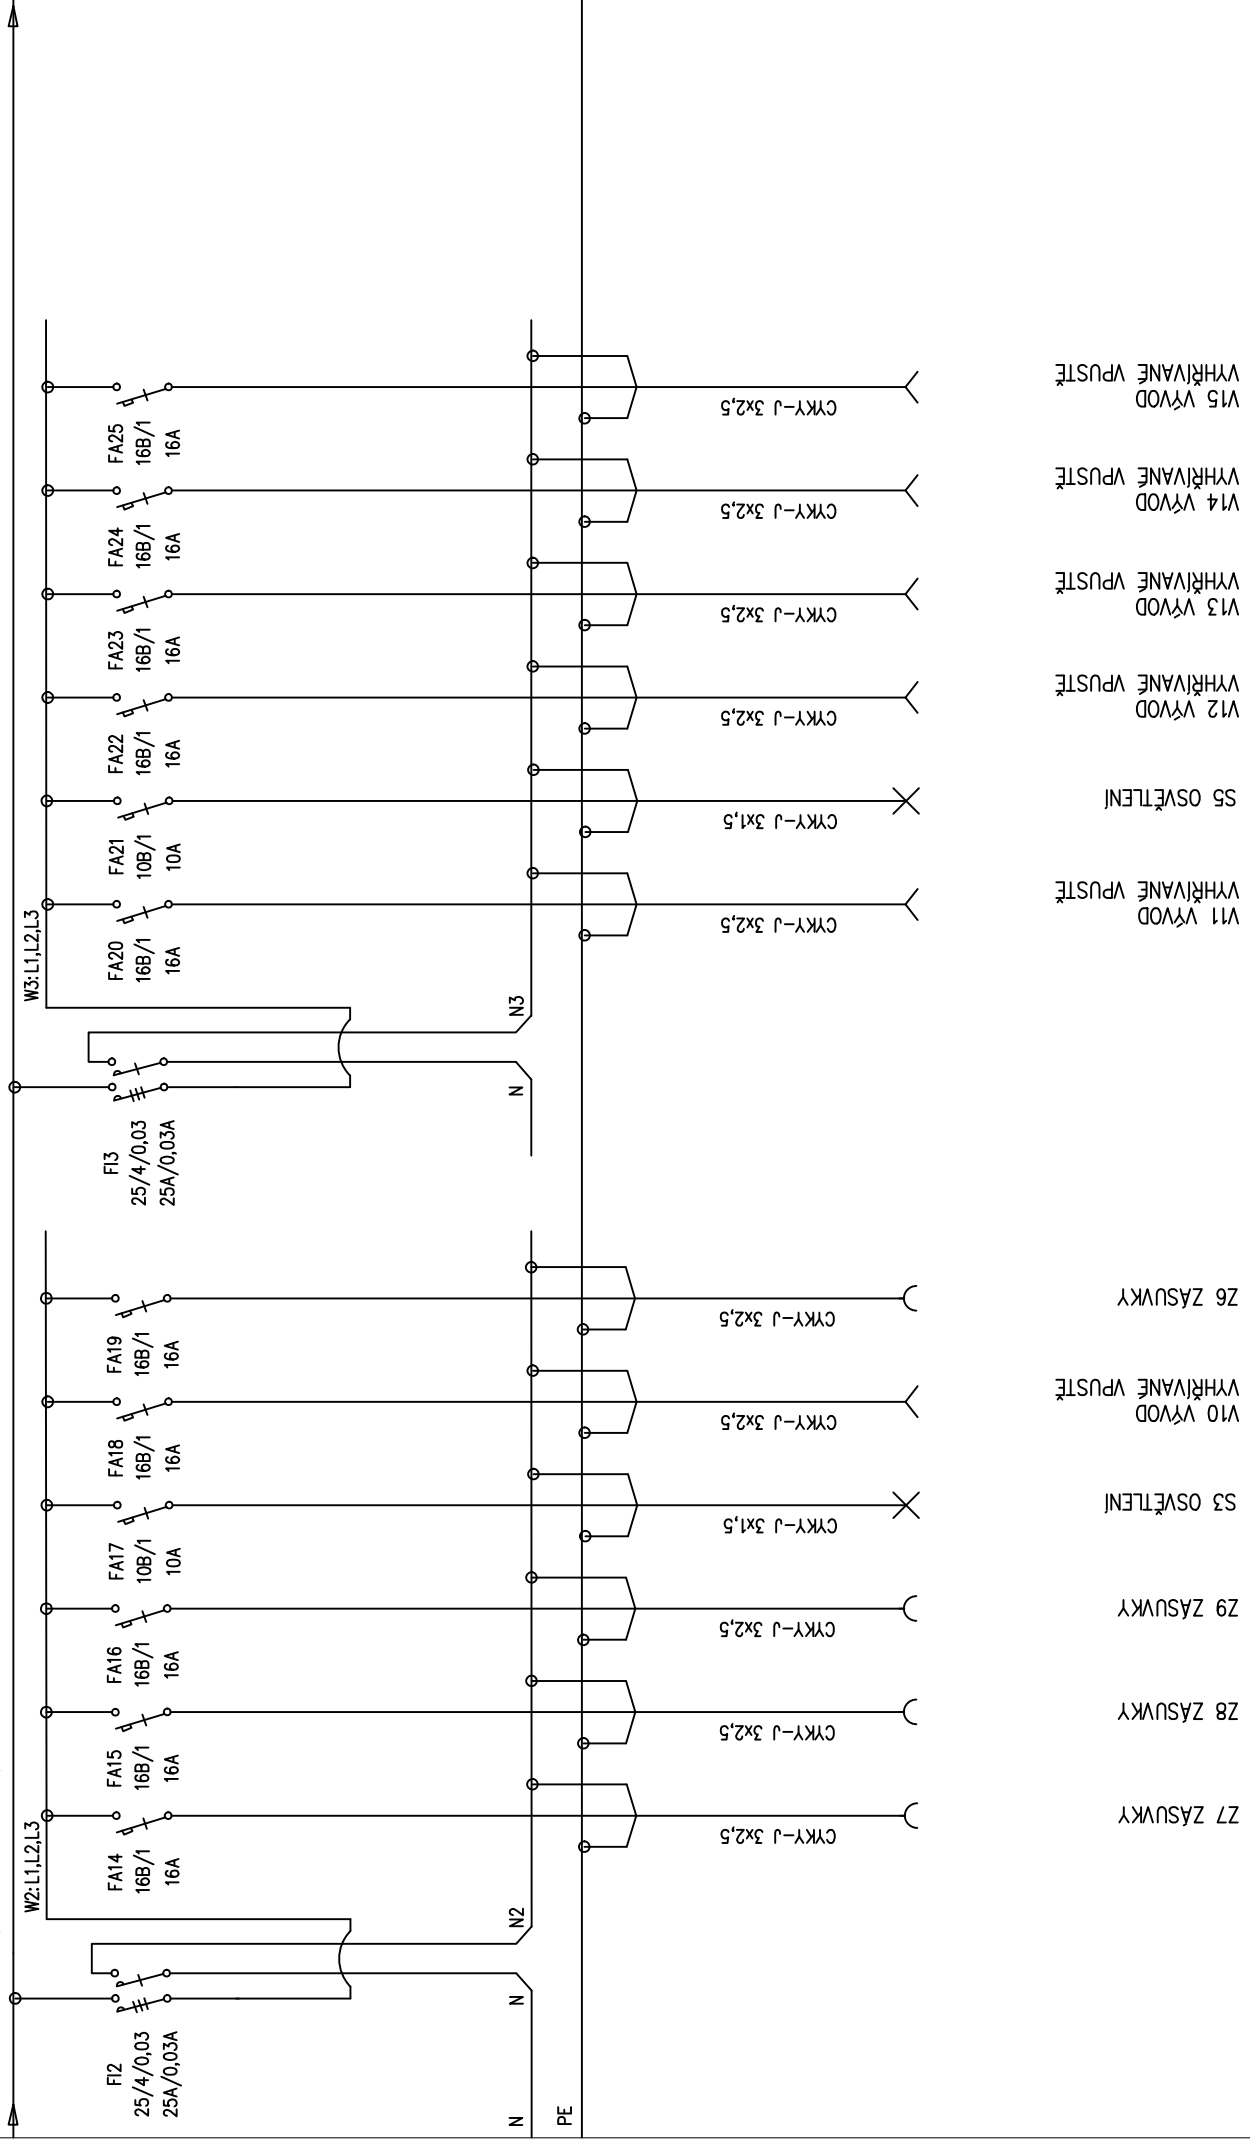 FI2
25/4/0,03
25A/0,03A
N
PE
N
N2
W2:L1,L2,L3
FA14
16B/1
16A
CYKY-J 3x2,5
Z7 ZÁSUVKY
FA15
16B/1
16A
CYKY-J 3x2,5
Z8 ZÁSUVKY
FA16
16B/1
16A
CYKY-J 3x2,5
Z9 ZÁSUVKY
FA17
10B/1
10A
CYKY-J 3x1,5
S3 OSVĚTLENÍ
FA18
16B/1
16A
CYKY-J 3x2,5
V10 VÝVOD
VYHŘÍVANÉ VPUSTĚ
FA19
16B/1
16A
CYKY-J 3x2,5
Z6 ZÁSUVKY
FI3
25/4/0,03
25A/0,03A
N
N3
W3:L1,L2,L3
FA20
16B/1
16A
CYKY-J 3x2,5
V11 VÝVOD
VYHŘÍVANÉ VPUSTĚ
FA21
10B/1
10A
CYKY-J 3x1,5
S5 OSVĚTLENÍ
FA22
16B/1
16A
CYKY-J 3x2,5
V12 VÝVOD
VYHŘÍVANÉ VPUSTĚ
FA23
16B/1
16A
CYKY-J 3x2,5
V13 VÝVOD
VYHŘÍVANÉ VPUSTĚ
FA24
16B/1
16A
CYKY-J 3x2,5
V14 VÝVOD
VYHŘÍVANÉ VPUSTĚ
FA25
16B/1
16A
CYKY-J 3x2,5
V15 VÝVOD
VYHŘÍVANÉ VPUSTĚ